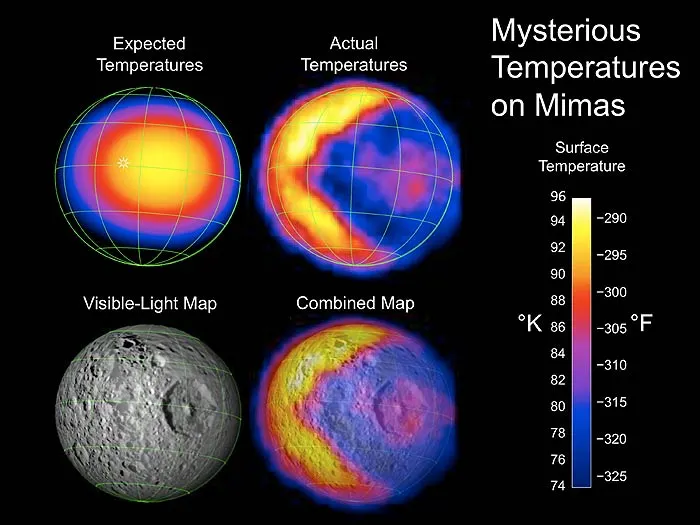 Mysterious
Temperatures
on Mimas
Expected
Temperatures
Actual
Temperatures
Visible-Light Map
Combined Map
Surface
Temperature
96
94
92
90
88
86
84
82
80
78
76
74
°K
−290
−295
−300
−305
−310
−315
−320
−325
°F